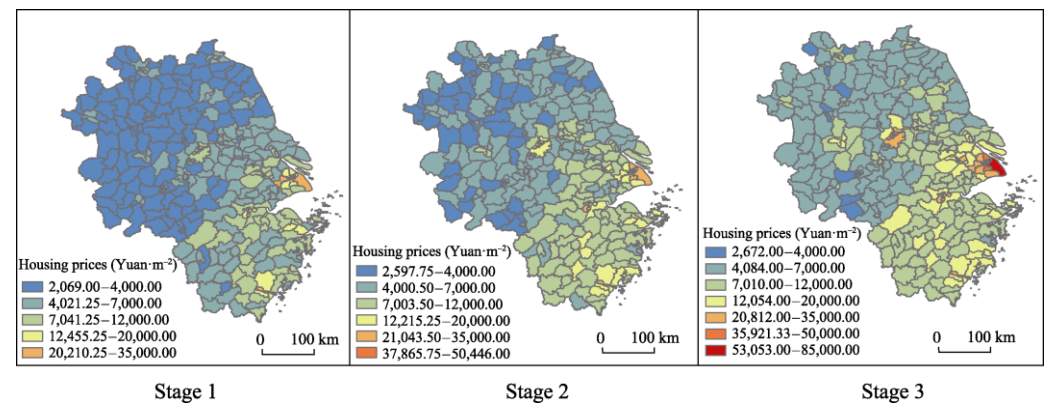 Housing prices (Yuan·m⁻²)
2,069.00–4,000.00
4,021.25–7,000.00
7,041.25–12,000.00
12,455.25–20,000.00
20,210.25–35,000.00
0 100 km
Housing prices (Yuan·m⁻²)
2,597.75–4,000.00
4,000.50–7,000.00
7,003.50–12,000.00
12,215.25–20,000.00
21,043.50–35,000.00
37,865.75–50,446.00
0 100 km
Housing prices (Yuan·m⁻²)
2,672.00–4,000.00
4,084.00–7,000.00
7,010.00–12,000.00
12,054.00–20,000.00
20,812.00–35,000.00
35,921.33–50,000.00
53,053.00–85,000.00
0 100 km
Stage 1
Stage 2
Stage 3